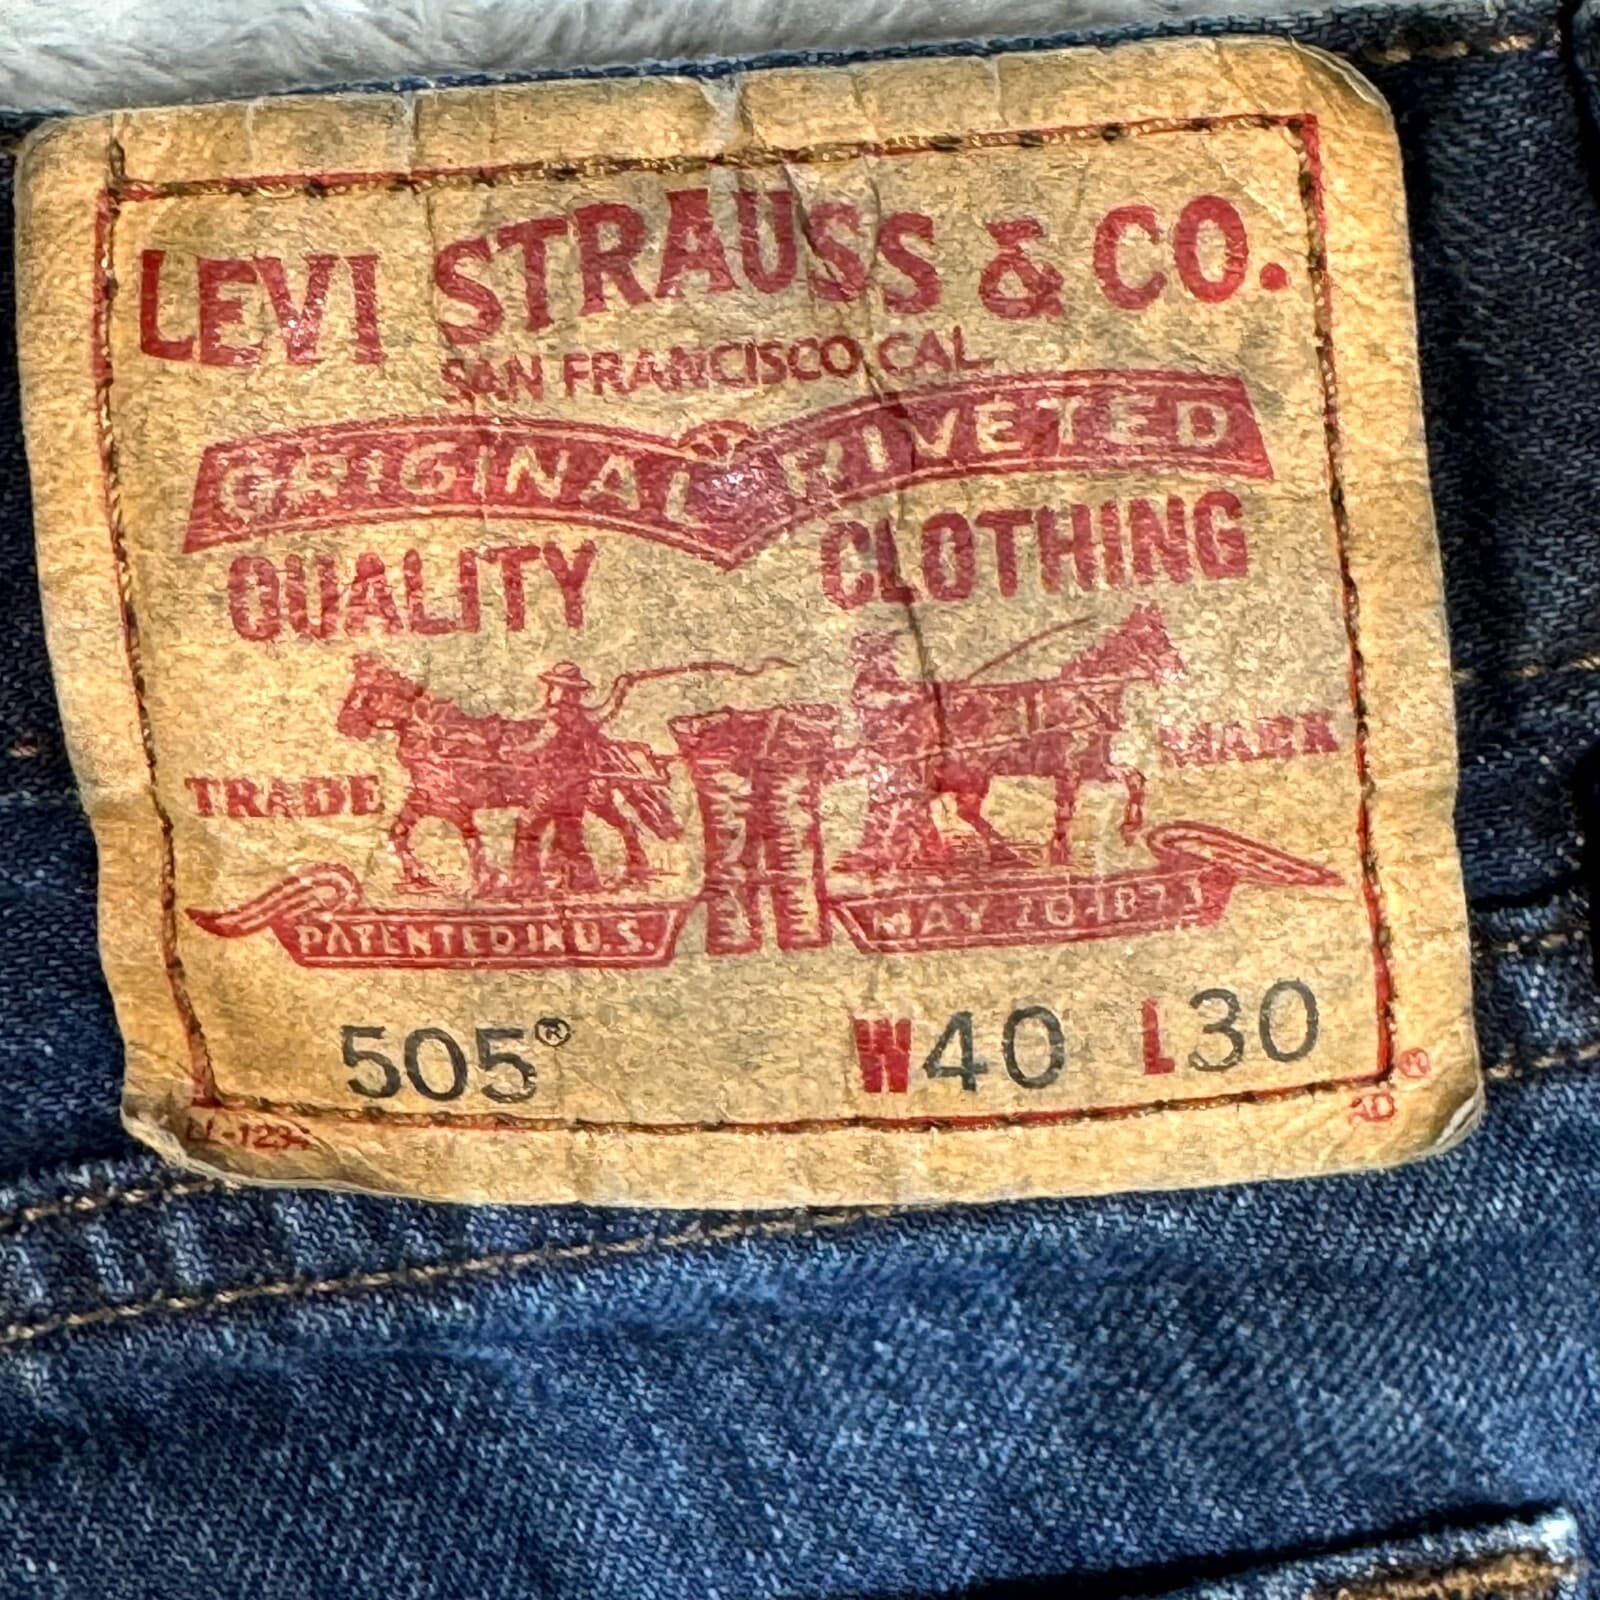 LEVI STRAUSS & CO.
SAN FRANCISCO CAL
ORIGINAL RIVETED
QUALITY CLOTHING
TRADE MARK
PATENTED IN U.S. MAY 20 1873
505® W40 L30
®